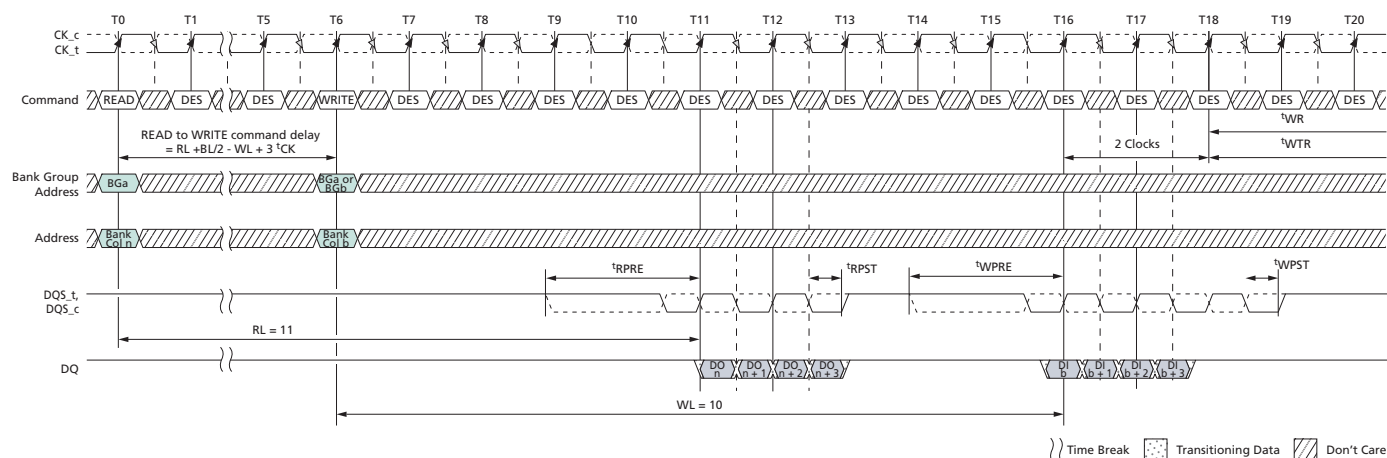 T0 T1 T5 T6 T7 T8 T9 T10 T11 T12 T13 T14 T15 T16 T17 T18 T19 T20
CK_c
CK_t
Command READ DES DES WRITE DES DES DES DES DES DES DES DES DES DES DES DES DES DES
tWR
READ to WRITE command delay
= RL +BL/2 - WL + 3 tCK
2 Clocks
tWTR
Bank Group
Address
BGa
BGa or
BGb
Address
Bank
Col n
Bank
Col b
tRPRE tRPST tWPRE tWPST
DQS_t,
DQS_c
RL = 11
DQ
DO
n
DO
n + 1
DO
n + 2
DO
n + 3
DI
b
DI
b + 1
DI
b + 2
DI
b + 3
WL = 10
Time Break Transitioning Data Don't Care